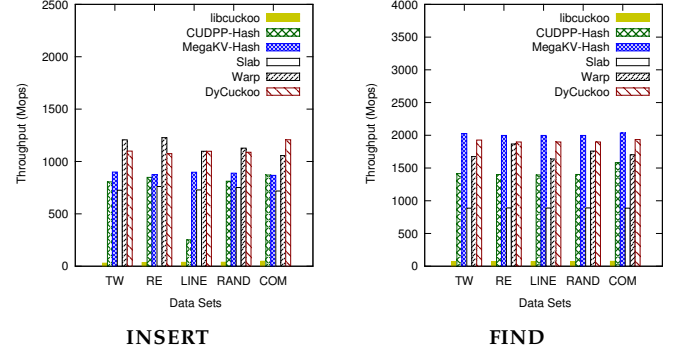 2500
2000
1500
1000
500
0
Throughput (Mops)
libcuckoo
CUDPP-Hash
MegaKV-Hash
Slab
Warp
DyCuckoo
TW RE LINE RAND COM
Data Sets
INSERT
4000
3500
3000
2500
2000
1500
1000
500
0
Throughput (Mops)
libcuckoo
CUDPP-Hash
MegaKV-Hash
Slab
Warp
DyCuckoo
TW RE LINE RAND COM
Data Sets
FIND